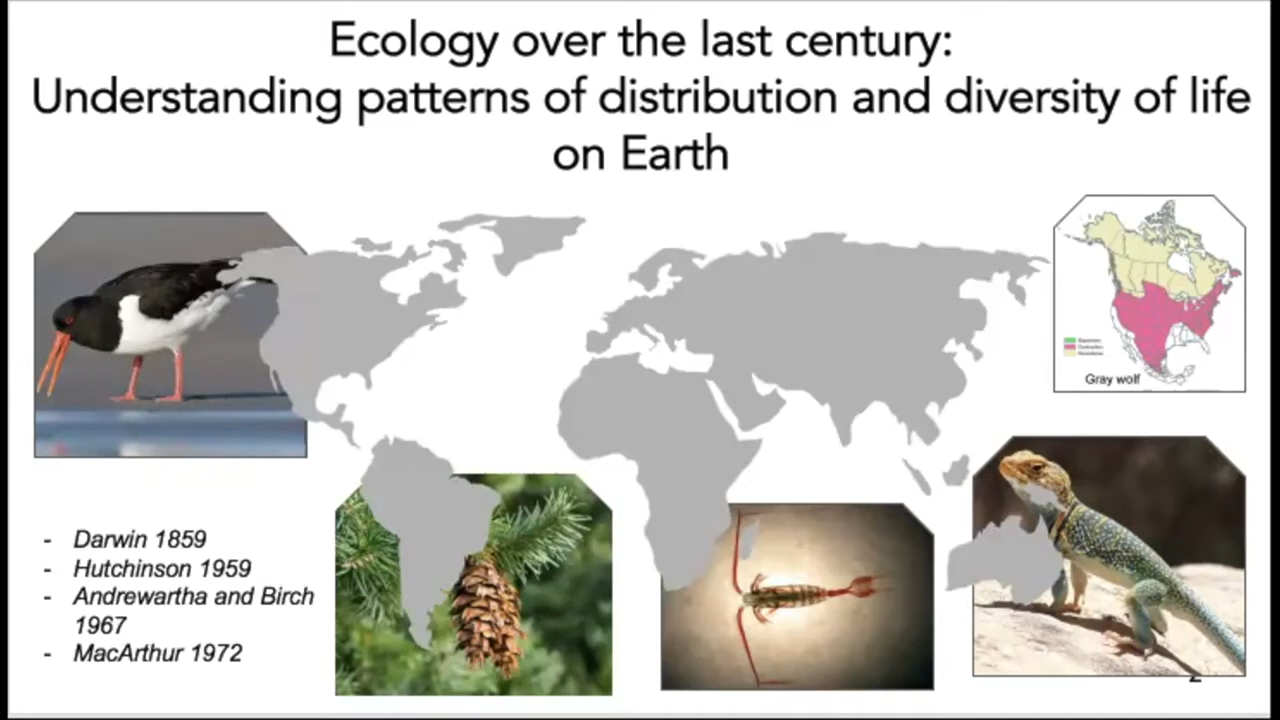 Ecology over the last century:
Understanding patterns of distribution and diversity of life
on Earth
Gray wolf
- Darwin 1859
- Hutchinson 1959
- Andrewartha and Birch
1967
- MacArthur 1972